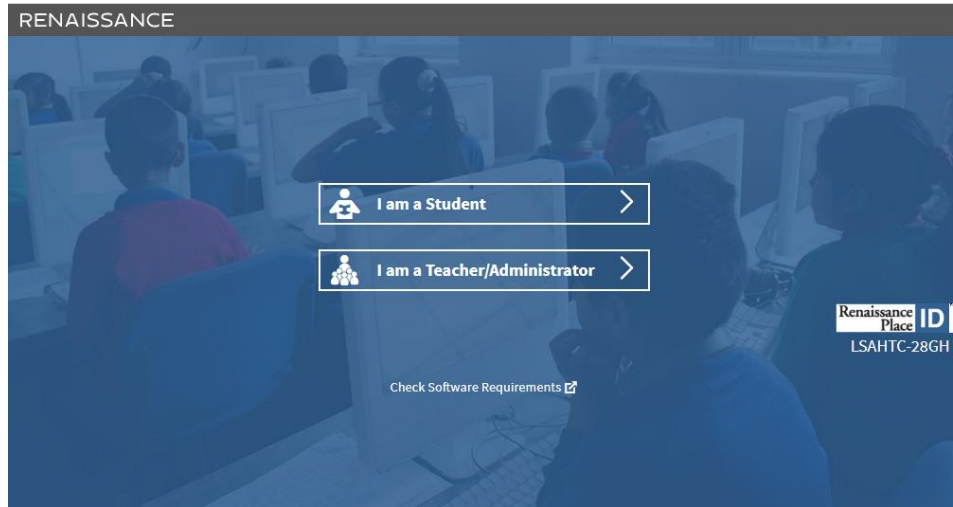 RENAISSANCE
I am a Student
I am a Teacher/Administrator
Renaissance
Place
ID
LSAHTC-28GH
Check Software Requirements